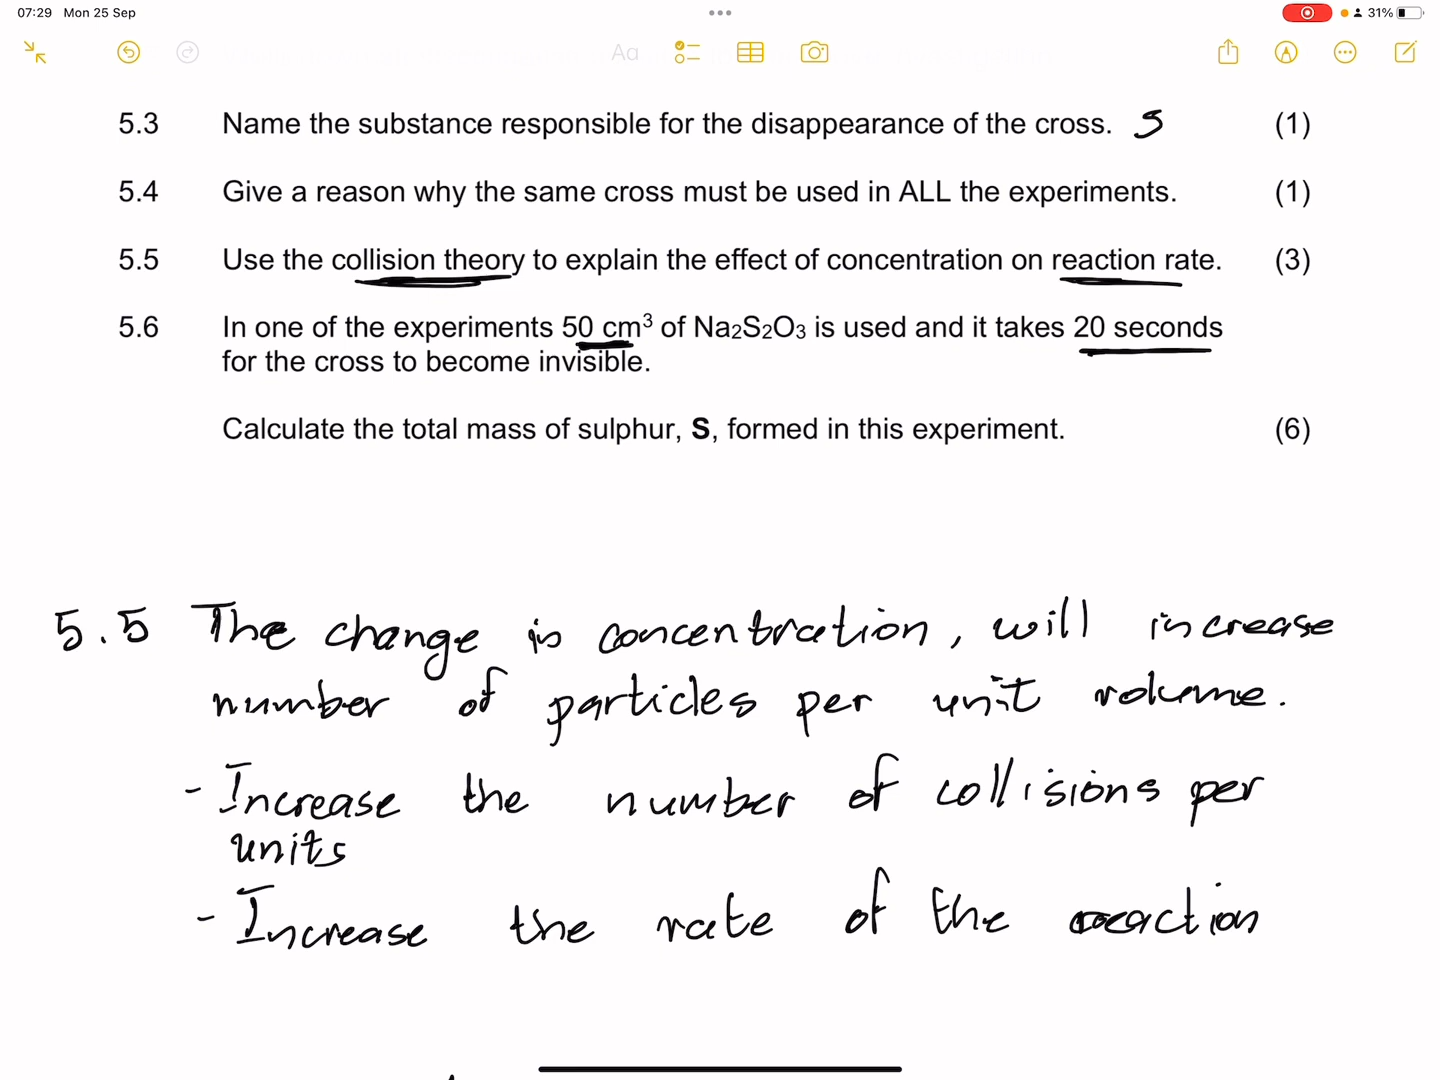 07:29 Mon 25 Sep
31%
Aa
5.3 Name the substance responsible for the disappearance of the cross. S (1)
5.4 Give a reason why the same cross must be used in ALL the experiments. (1)
5.5 Use the collision theory to explain the effect of concentration on reaction rate. (3)
5.6 In one of the experiments 50 cm³ of Na2S2O3 is used and it takes 20 seconds
for the cross to become invisible.
Calculate the total mass of sulphur, S, formed in this experiment. (6)
5.5 The change in concentration, will increase
number of particles per unit volume.
- Increase the number of collisions per
units
- Increase the rate of the reaction